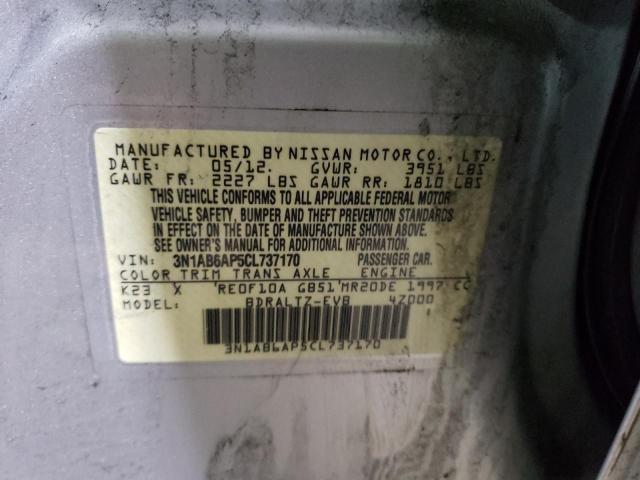 MANUFACTURED BY NISSAN MOTOR CO., LTD.
DATE: 05/12. GVWR: 3951 LBS
GAWR FR: 2227 LBS GAWR RR: 1810 LBS
THIS VEHICLE CONFORMS TO ALL APPLICABLE FEDERAL MOTOR
VEHICLE SAFETY, BUMPER AND THEFT PREVENTION STANDARDS
IN EFFECT ON THE DATE OF MANUFACTURE SHOWN ABOVE.
SEE OWNER'S MANUAL FOR ADDITIONAL INFORMATION.
VIN: 3N1AB6AP5CL737170 PASSENGER CAR.
COLOR TRIM TRANS AXLE ENGINE
K23 X RE0F10A GB51 MR20DE 1997 CC
MODEL: BDRALTZ-EVB 4Z000
3N1AB6AP5CL737170